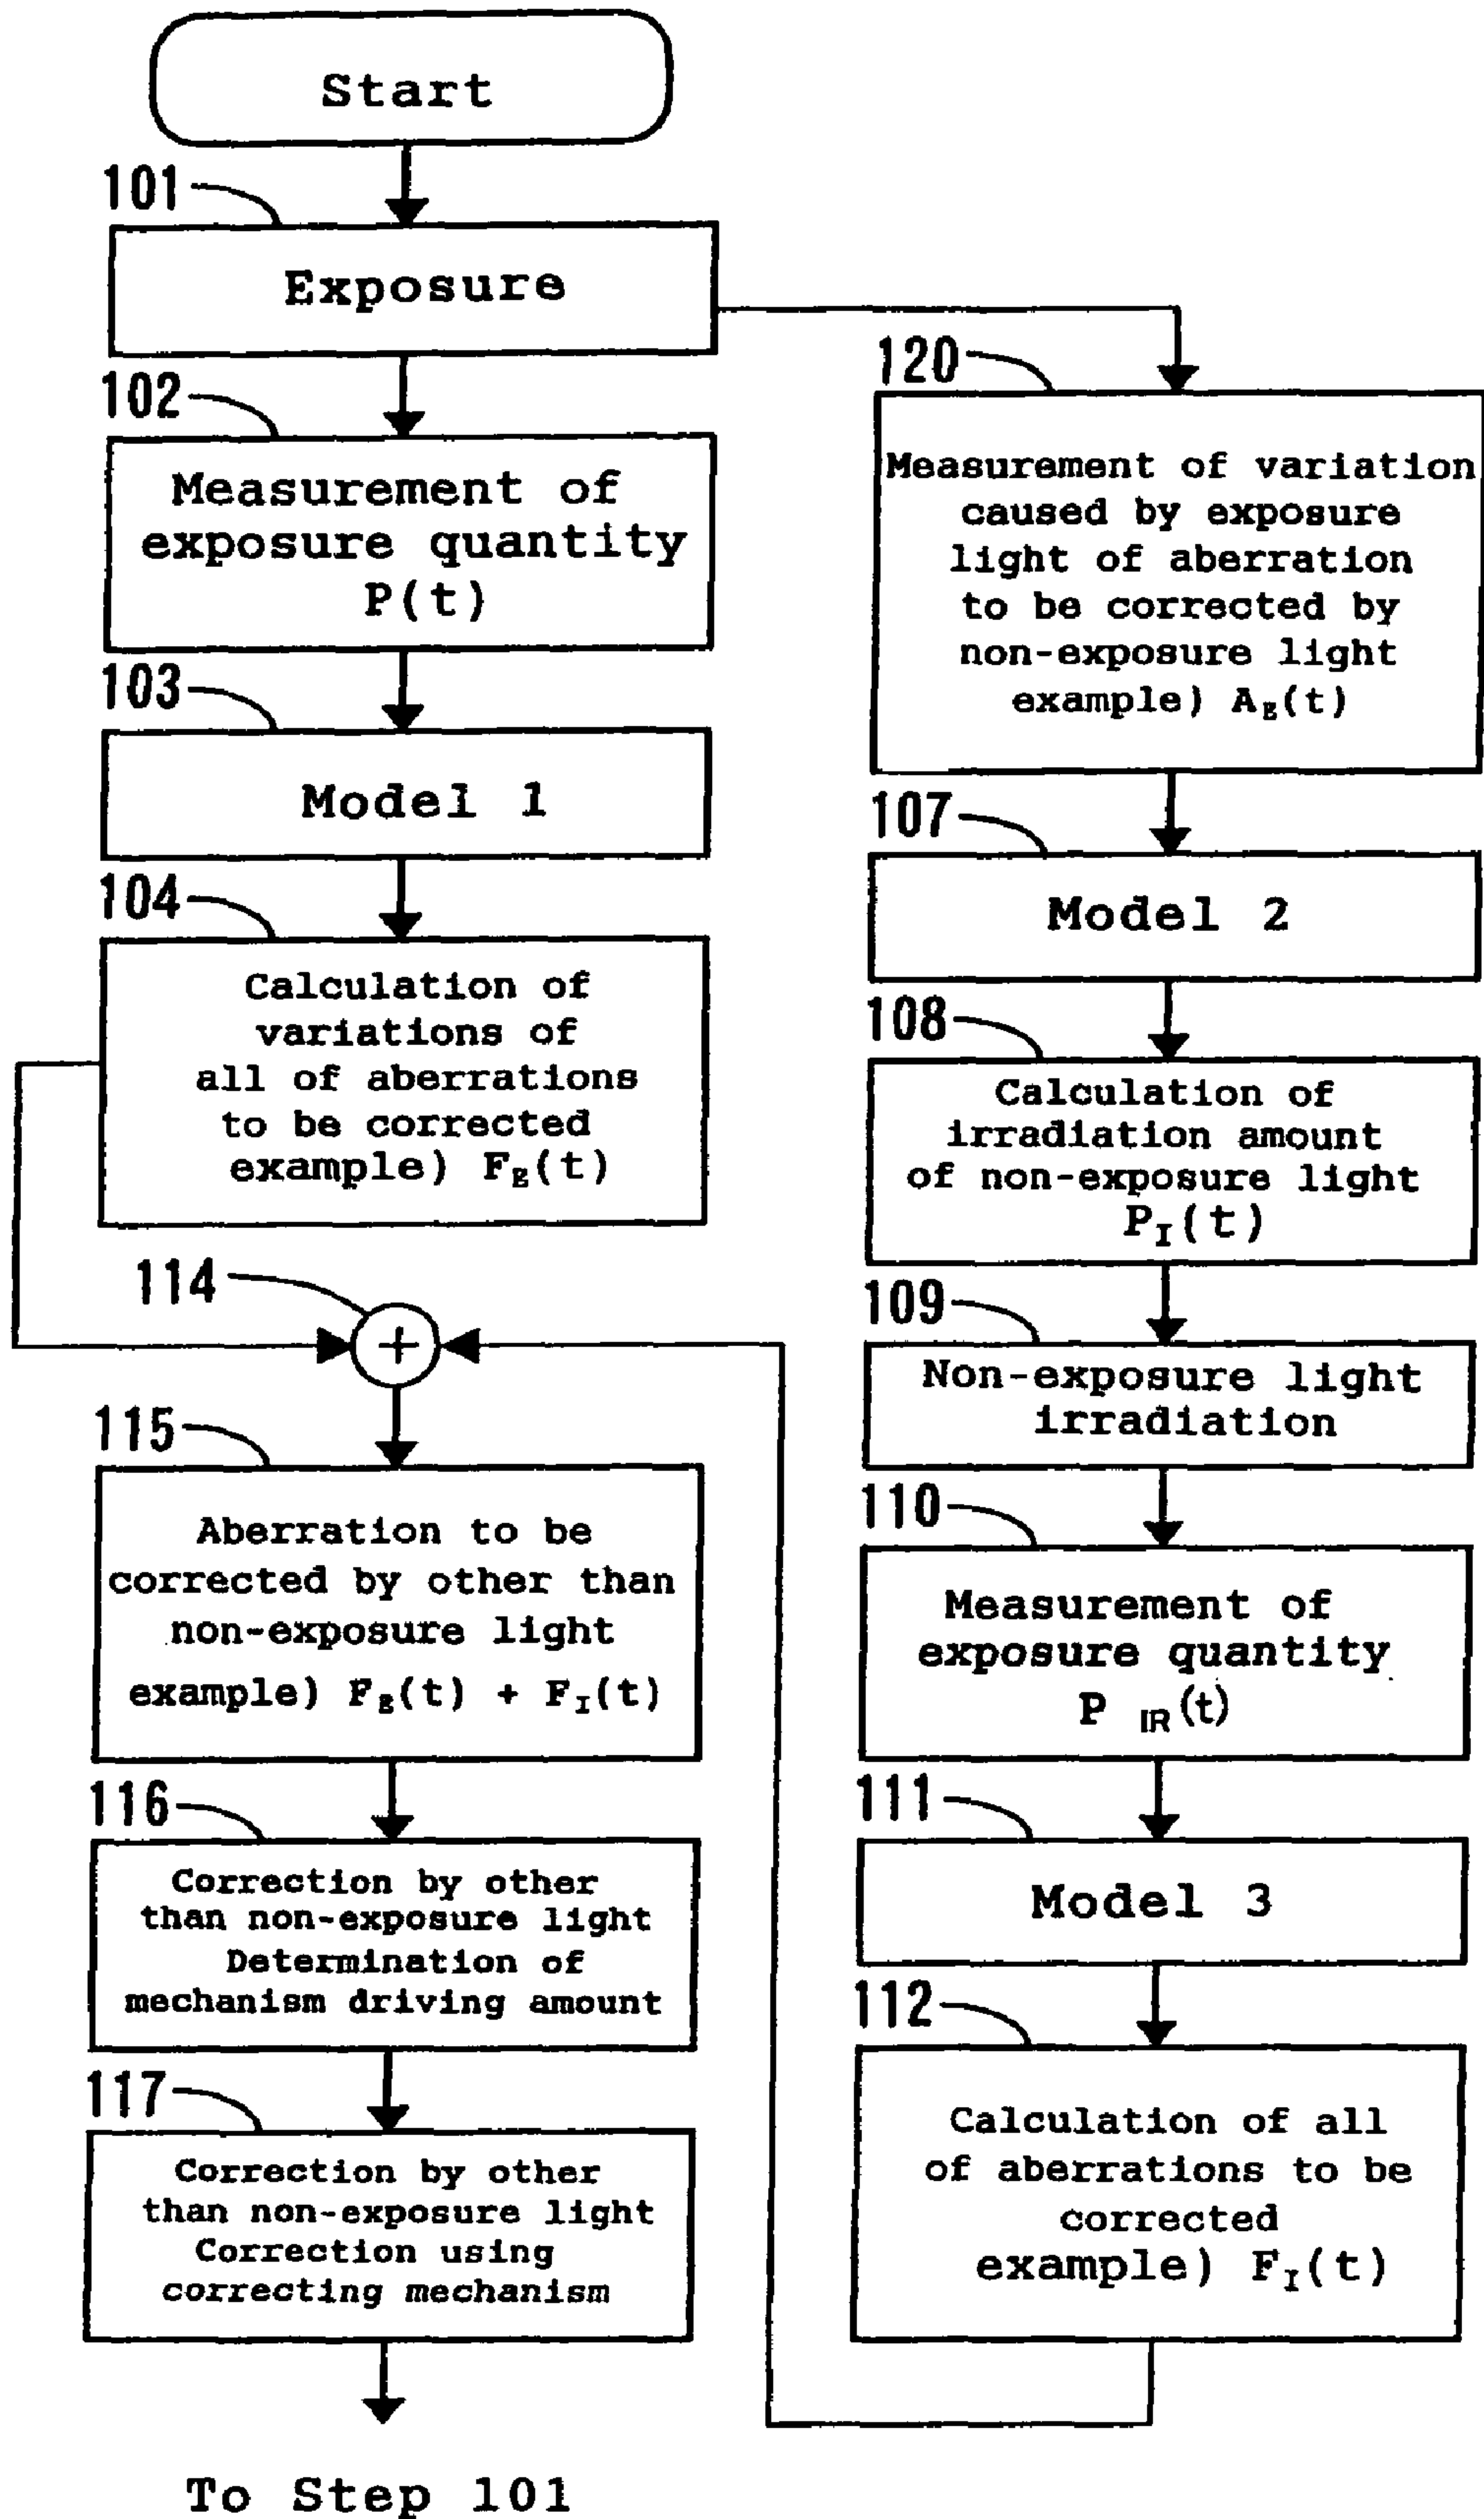 Start
101
Exposure
102
Measurement of
exposure quantity
P(t)
103
Model 1
104
Calculation of
variations of
all of aberrations
to be corrected
example) FE(t)
114
+
115
Aberration to be
corrected by other than
non-exposure light
example) FE(t) + FI(t)
116
Correction by other
than non-exposure light
Determination of
mechanism driving amount
117
Correction by other
than non-exposure light
Correction using
correcting mechanism
To Step 101
120
Measurement of variation
caused by exposure
light of aberration
to be corrected by
non-exposure light
example) AE(t)
107
Model 2
108
Calculation of
irradiation amount
of non-exposure light
PI(t)
109
Non-exposure light
irradiation
110
Measurement of
exposure quantity
P IR(t)
111
Model 3
112
Calculation of all
of aberrations to be
corrected
example) FI(t)